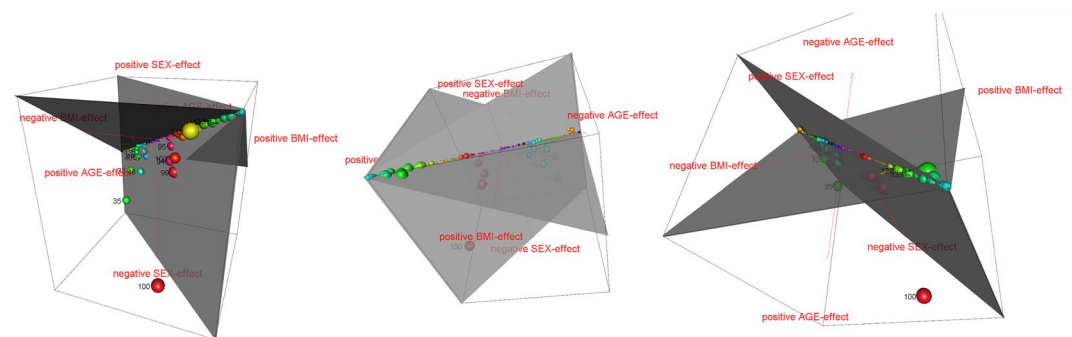 positive SEX-effect
negative BMI-effect
positive BMI-effect
positive AGE-effect
negative SEX-effect
95
99
35
100
positive SEX-effect
negative BMI-effect
negative AGE-effect
positive
positive BMI-effect
negative SEX-effect
100
negative AGE-effect
positive SEX-effect
positive BMI-effect
negative BMI-effect
negative SEX-effect
positive AGE-effect
100